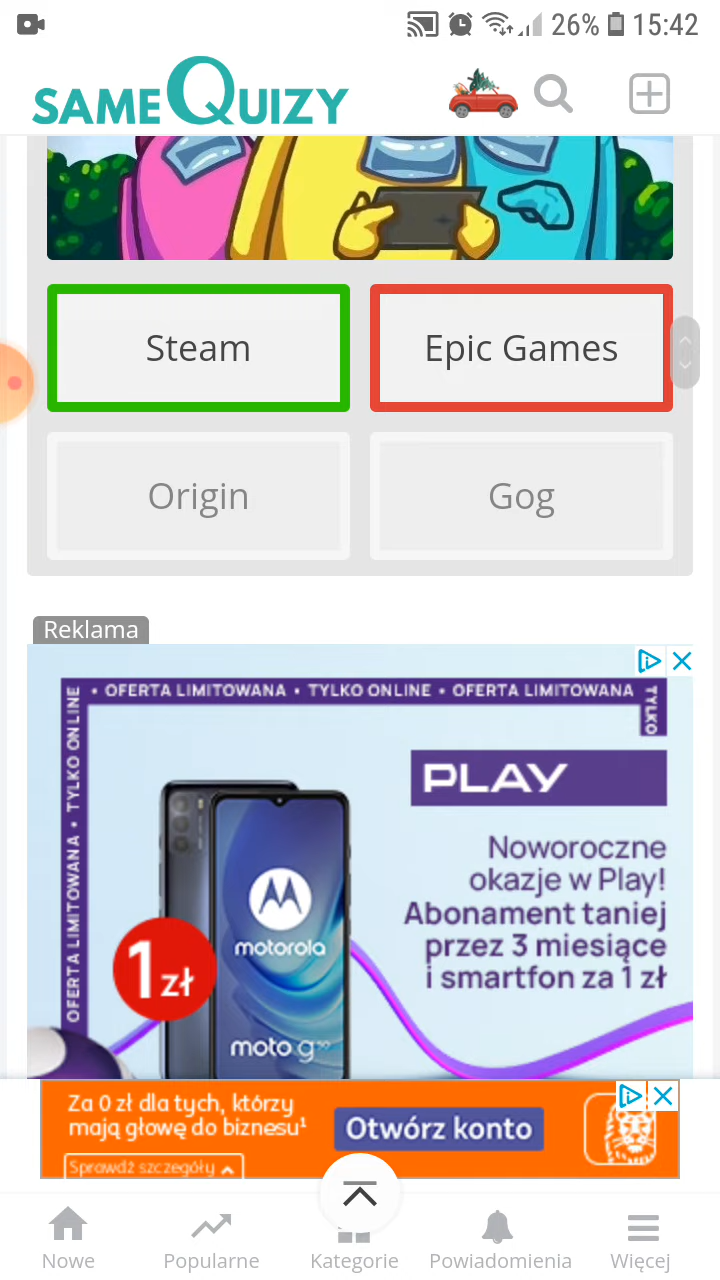 26% 15:42
SAMEQUIZY
Steam
Epic Games
Origin
Gog
Reklama
• OFERTA LIMITOWANA • TYLKO ONLINE • OFERTA LIMITOWANA
TYLKO
OFERTA LIMITOWANA • TYLKO ONLINE
PLAY
Noworoczne
okazje w Play!
Abonament taniej
przez 3 miesiące
i smartfon za 1 zł
motorola
1 zł
moto g50
Za 0 zł dla tych, którzy
mają głowę do biznesu¹
Otwórz konto
Sprawdź szczegóły
Nowe
Popularne
Kategorie
Powiadomienia
Więcej